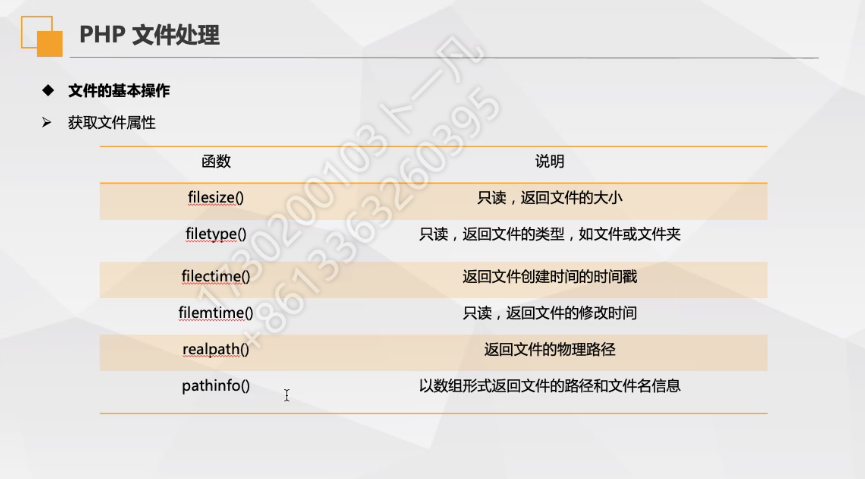 PHP 文件处理
文件的基本操作
获取文件属性
函数 说明
filesize() 只读，返回文件的大小
filetype() 只读，返回文件的类型，如文件或文件夹
filectime() 返回文件创建时间的时间戳
filemtime() 只读，返回文件的修改时间
realpath() 返回文件的物理路径
pathinfo() 以数组形式返回文件的路径和文件名信息
1730200103卜一凡
+8613363260395